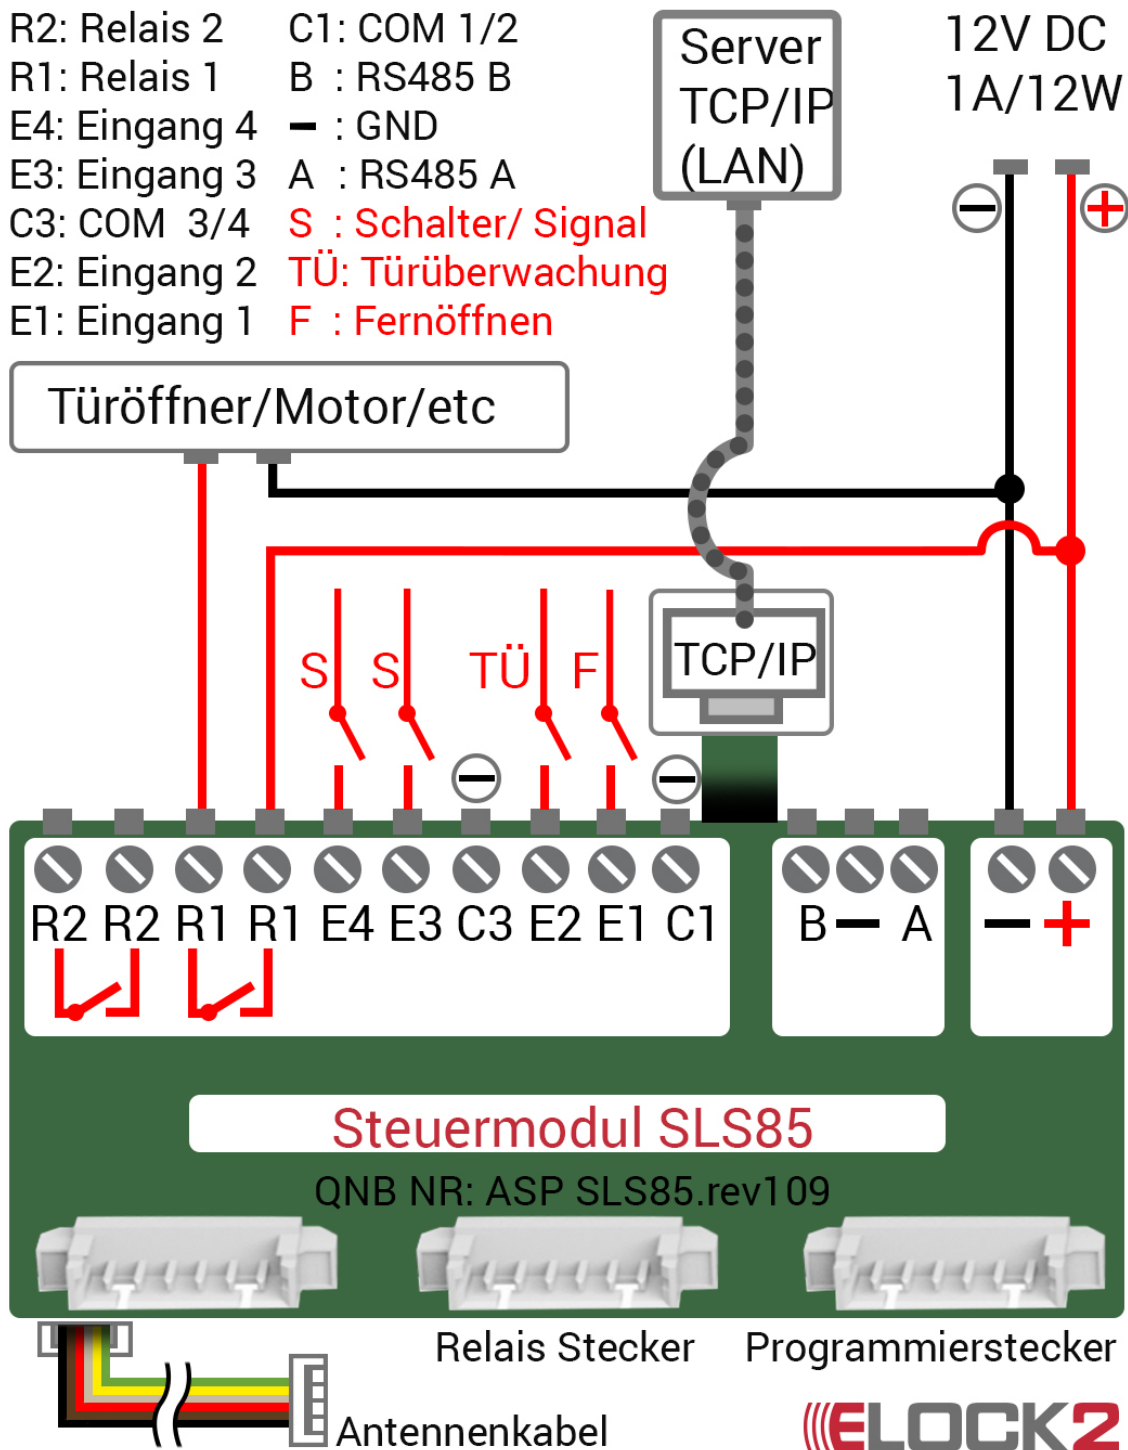 R2: Relais 2
R1: Relais 1
E4: Eingang 4
E3: Eingang 3
C3: COM 3/4
E2: Eingang 2
E1: Eingang 1
C1: COM 1/2
B : RS485 B
− : GND
A : RS485 A
S : Schalter/ Signal
TÜ: Türüberwachung
F : Fernöffnen
Server
TCP/IP
(LAN)
12V DC
1A/12W
− +
Türöffner/Motor/etc
S S TÜ F
TCP/IP
− −
R2 R2 R1 R1 E4 E3 C3 E2 E1 C1
B − A
− +
Steuermodul SLS85
QNB NR: ASP SLS85.rev109
Relais Stecker
Programmierstecker
Antennenkabel
ELOCK2